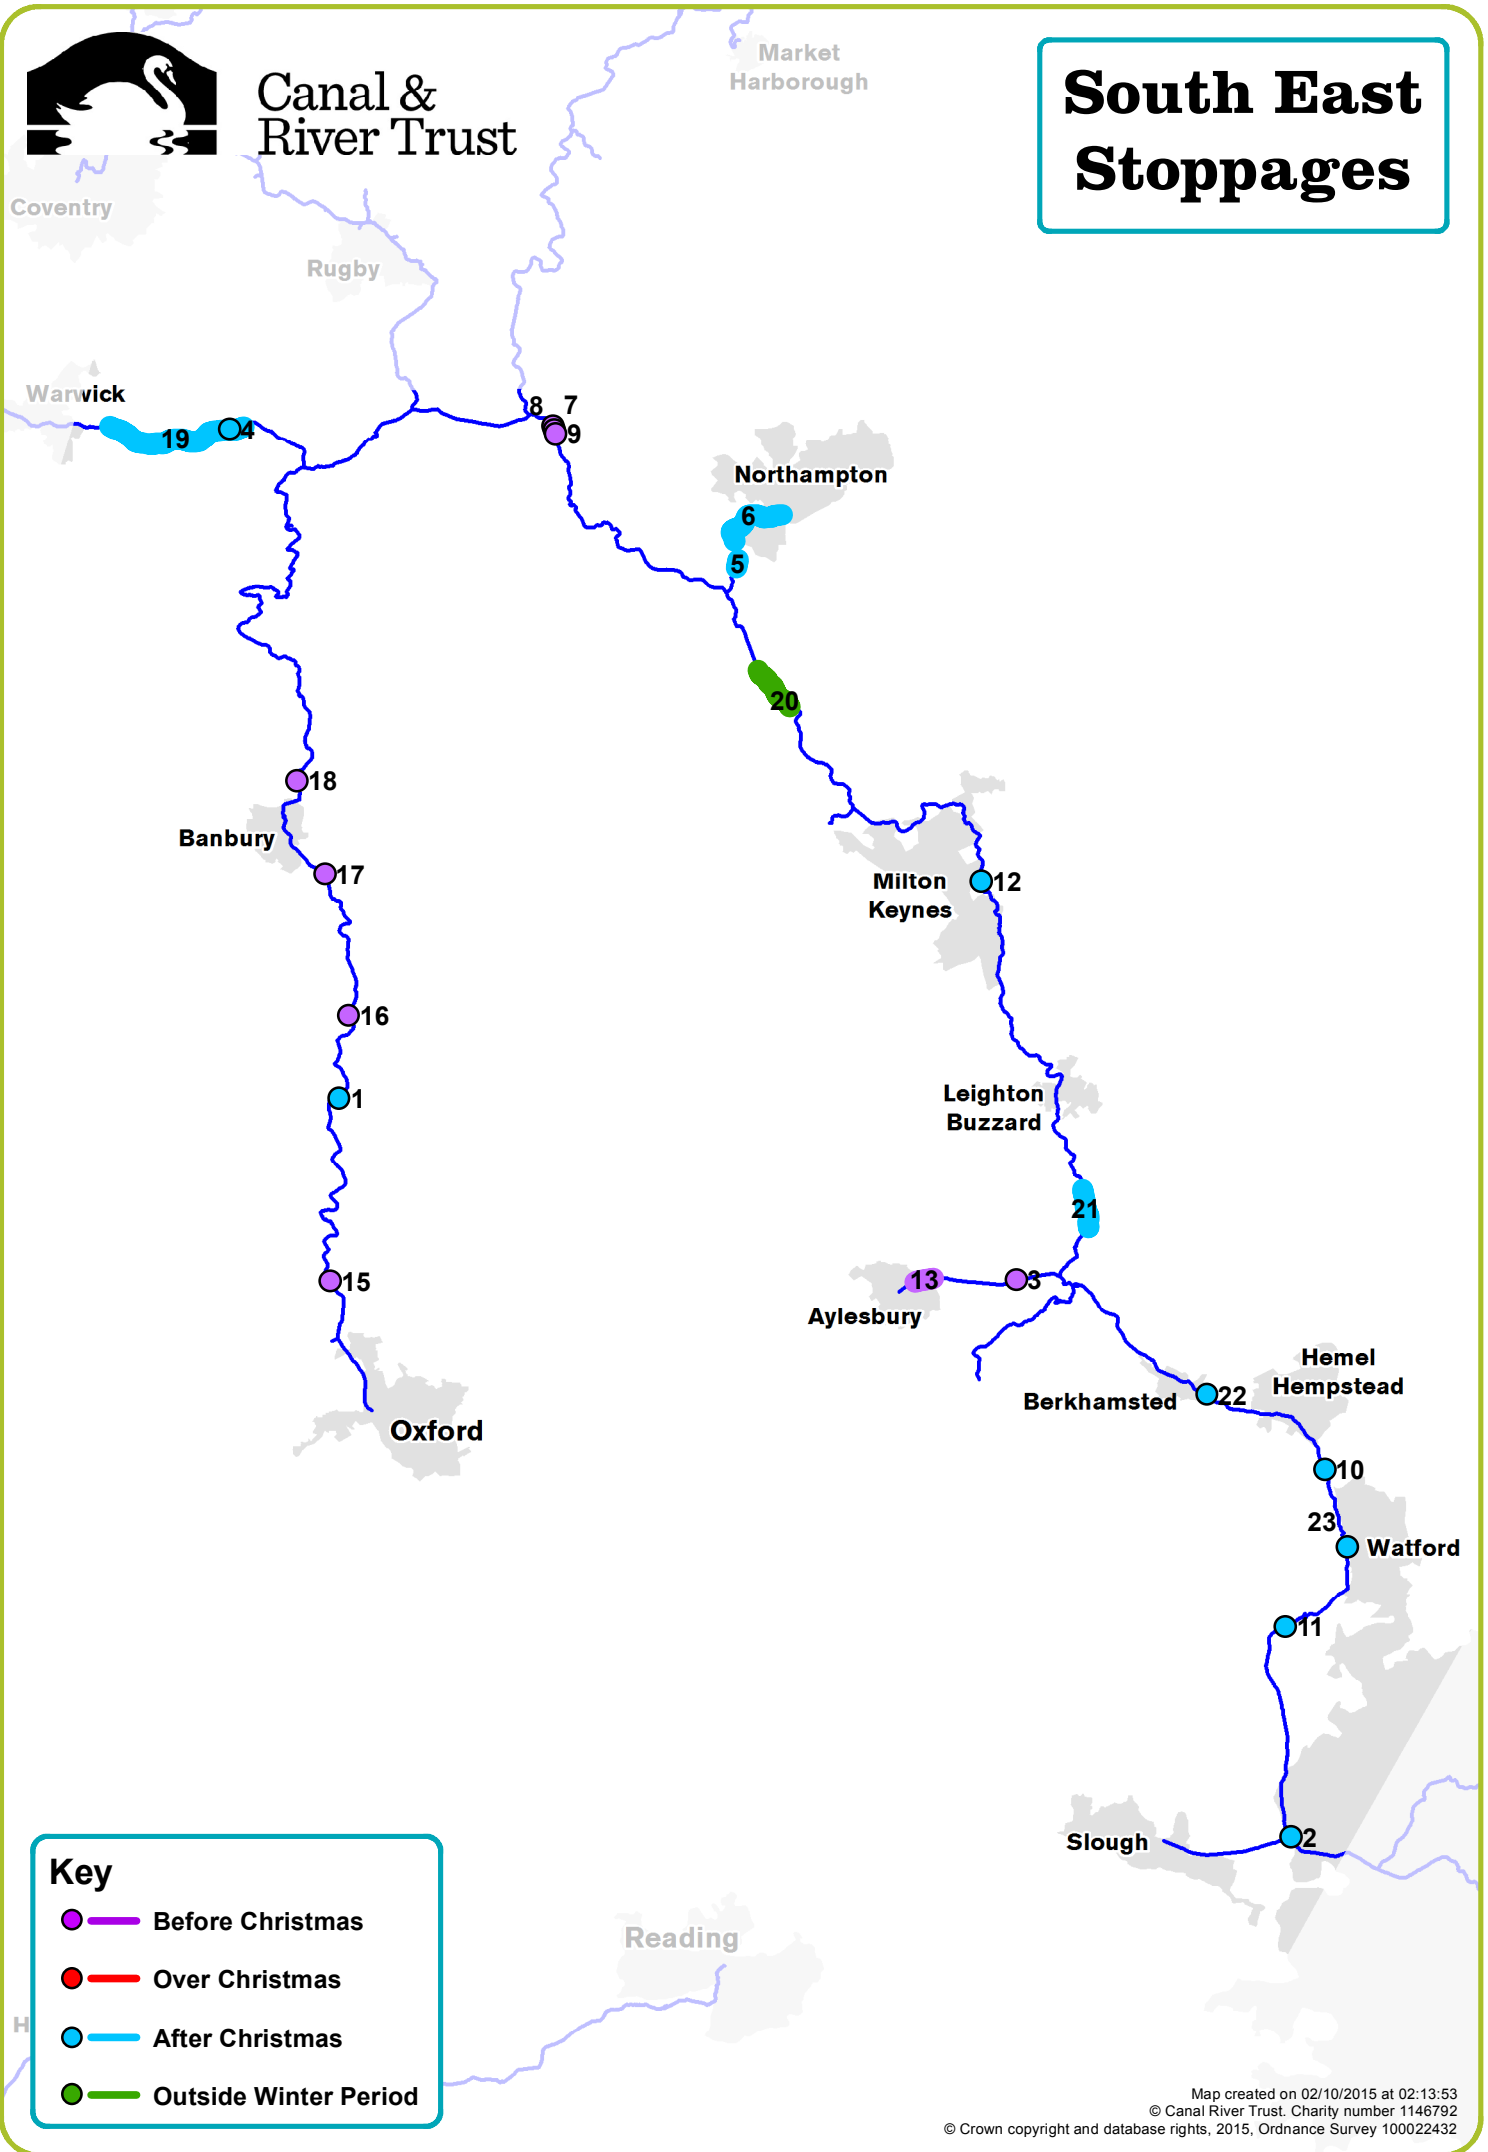 Canal &
River Trust
South East
Stoppages
Market
Harborough
Coventry
Rugby
Warwick
8
7
9
19
4
Northampton
6
5
20
18
Banbury
17
Milton
Keynes
12
16
1
Leighton
Buzzard
21
15
13
3
Aylesbury
Hemel
Hempstead
Berkhamsted
22
Oxford
10
23
Watford
11
Slough
2
Reading
H
Key
Before Christmas
Over Christmas
After Christmas
Outside Winter Period
Map created on 02/10/2015 at 02:13:53
© Canal River Trust. Charity number 1146792
© Crown copyright and database rights, 2015, Ordnance Survey 100022432